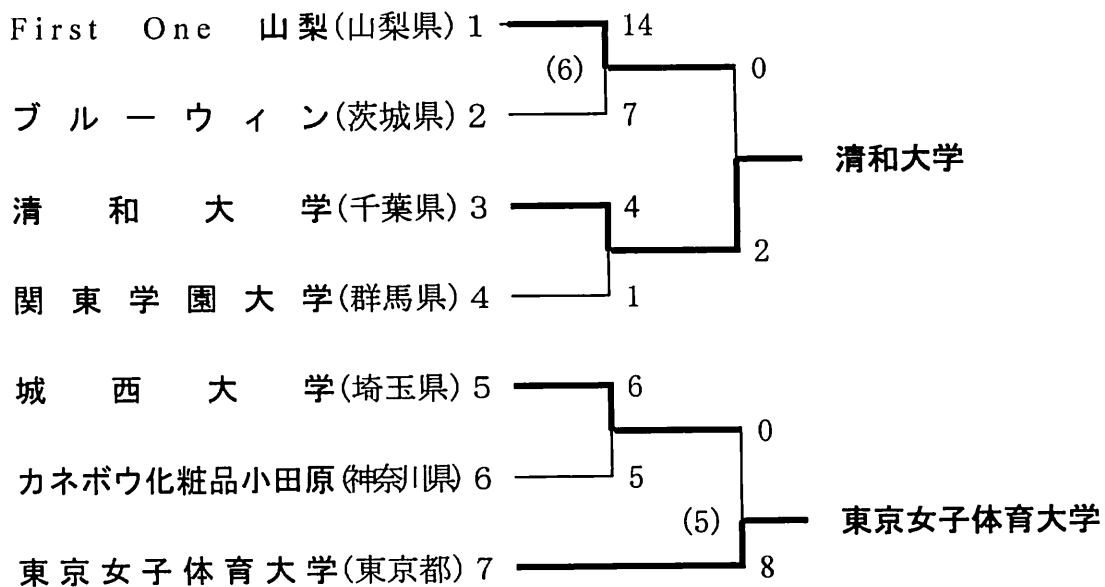 First One 山梨(山梨県) 1 14
(6) 0
ブルーウィン(茨城県) 2 7
清和大学
清和大学(千葉県) 3 4
2
関東学園大学(群馬県) 4 1
城西大学(埼玉県) 5 6
0
カネボウ化粧品小田原(神奈川県) 6 5
(5) 東京女子体育大学
東京女子体育大学(東京都) 7 8